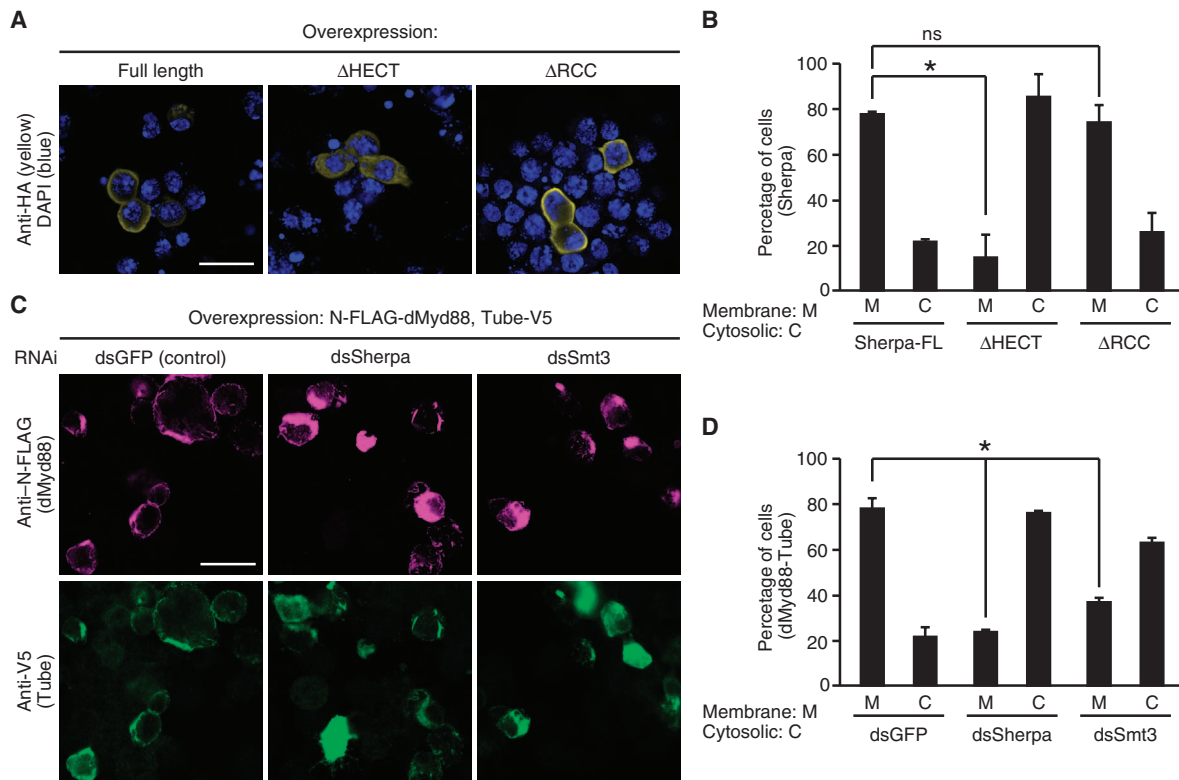 A
Overexpression:
Full length
ΔHECT
ΔRCC
Anti-HA (yellow)
DAPI (blue)
B
ns
*
100
80
60
40
20
0
Percetage of cells
(Sherpa)
M C M C M C
Membrane: M
Cytosolic: C
Sherpa-FL ΔHECT ΔRCC
C
Overexpression: N-FLAG-dMyd88, Tube-V5
RNAi
dsGFP (control)
dsSherpa
dsSmt3
Anti–N-FLAG
(dMyd88)
Anti-V5
(Tube)
D
*
100
80
60
40
20
0
Percetage of cells
(dMyd88-Tube)
M C M C M C
Membrane: M
Cytosolic: C
dsGFP dsSherpa dsSmt3